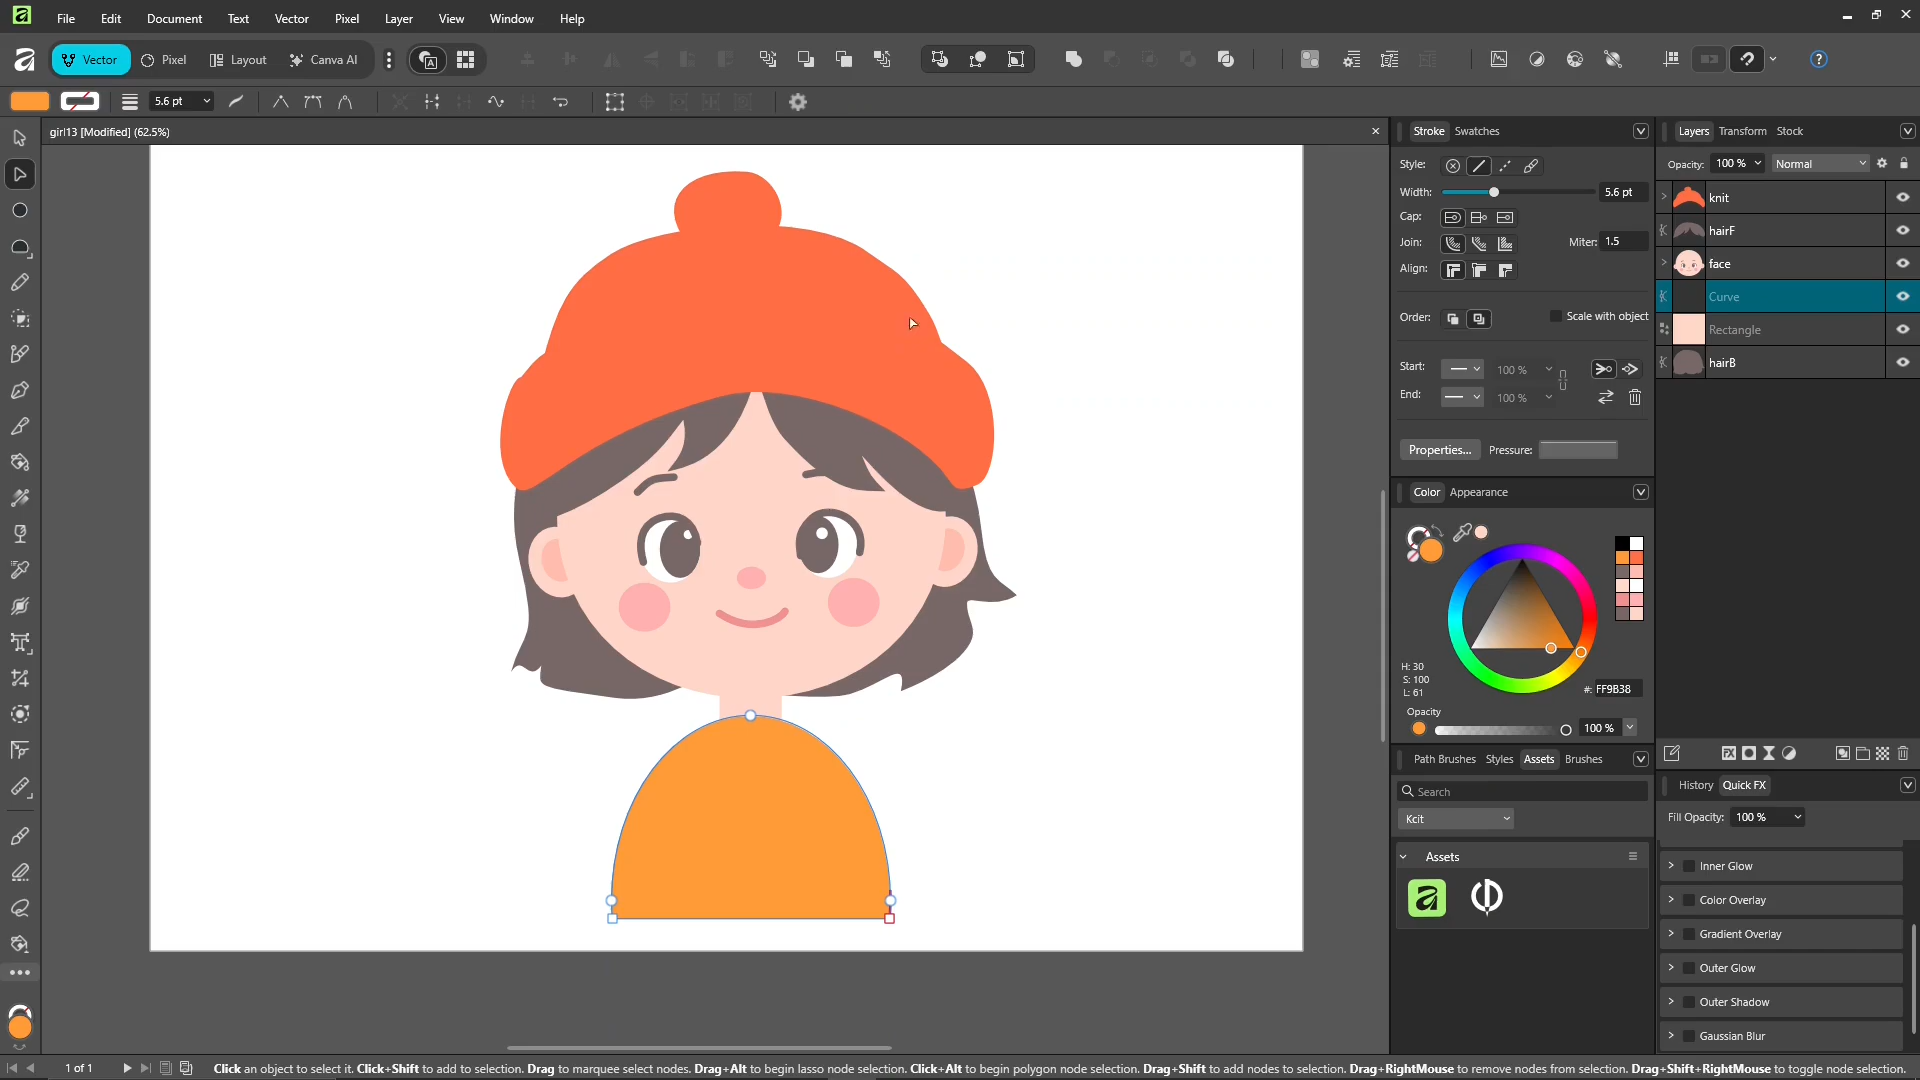 File Edit Document Text Vector Pixel Layer View Window Help
Vector Pixel Layout Canva AI
5.6 pt
girl13 [Modified] (62.5%)
Stroke Swatches
Style:
Width: 5.6 pt
Cap:
Join: Miter: 1.5
Align:
Order: Scale with object
Start: 100 %
End: 100 %
Properties... Pressure:
Color Appearance
H: 30
S: 100
L: 61
#: FF9B38
Opacity
100 %
Path Brushes Styles Assets Brushes
Search
Kcit
Assets
Layers Transform Stock
Opacity: 100 % Normal
knit
hairF
face
Curve
Rectangle
hairB
History Quick FX
Fill Opacity: 100 %
Inner Glow
Color Overlay
Gradient Overlay
Outer Glow
Outer Shadow
Gaussian Blur
1 of 1
Click an object to select it. Click+Shift to add to selection. Drag to marquee select nodes. Drag+Alt to begin lasso node selection. Click+Alt to begin polygon node selection. Drag+Shift to add nodes to selection. Drag+RightMouse to remove nodes from selection. Drag+Shift+RightMouse to toggle node selection.